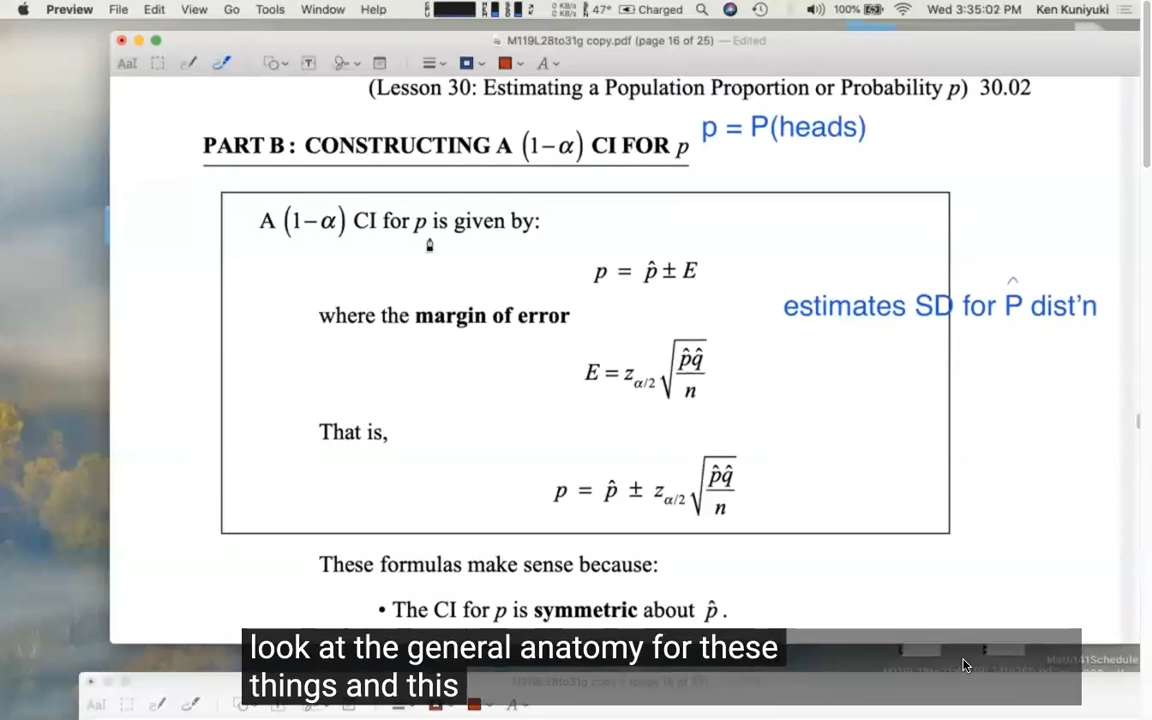 Preview File Edit View Go Tools Window Help 47° Charged 100% Wed 3:35:02 PM Ken Kuniyuki
M119L28to31g copy.pdf (page 16 of 25) — Edited
AaI
(Lesson 30: Estimating a Population Proportion or Probability p) 30.02
p = P(heads)
PART B: CONSTRUCTING A (1−α) CI FOR p
A (1−α) CI for p is given by:
p = p̂ ± E
estimates SD for P̂ dist’n
where the margin of error
E = z_{α/2} √(p̂q̂/n)
That is,
p = p̂ ± z_{α/2} √(p̂q̂/n)
These formulas make sense because:
• The CI for p is symmetric about p̂.
look at the general anatomy for these
things and this
Math141Schedule
AaI